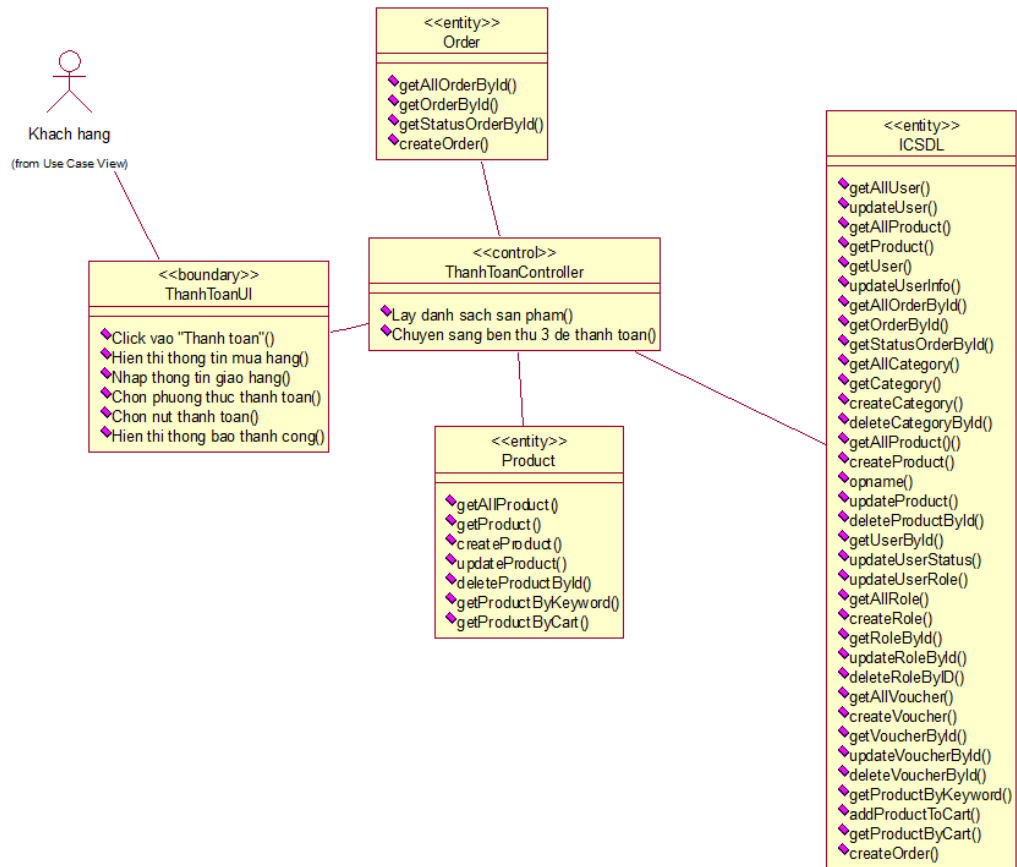 <<entity>>
Order
getAllOrderById()
getOrderById()
getStatusOrderById()
createOrder()
Khach hang
(from Use Case View)
<<boundary>>
ThanhToanUI
Click vao "Thanh toan"()
Hien thi thong tin mua hang()
Nhap thong tin giao hang()
Chon phuong thuc thanh toan()
Chon nut thanh toan()
Hien thi thong bao thanh cong()
<<control>>
ThanhToanController
Lay danh sach san pham()
Chuyen sang ben thu 3 de thanh toan()
<<entity>>
Product
getAllProduct()
getProduct()
createProduct()
updateProduct()
deleteProductById()
getProductByKeyword()
getProductByCart()
<<entity>>
ICSDL
getAllUser()
updateUser()
getAllProduct()
getProduct()
getUser()
updateUserInfo()
getAllOrderById()
getOrderById()
getStatusOrderById()
getAllCategory()
getCategory()
createCategory()
deleteCategoryById()
getAllProduct()()
createProduct()
opname()
updateProduct()
deleteProductById()
getUserById()
updateUserStatus()
updateUserRole()
getAllRole()
createRole()
getRoleById()
updateRoleById()
deleteRoleByID()
getAllVoucher()
createVoucher()
getVoucherById()
updateVoucherById()
deleteVoucherById()
getProductByKeyword()
addProductToCart()
getProductByCart()
createOrder()